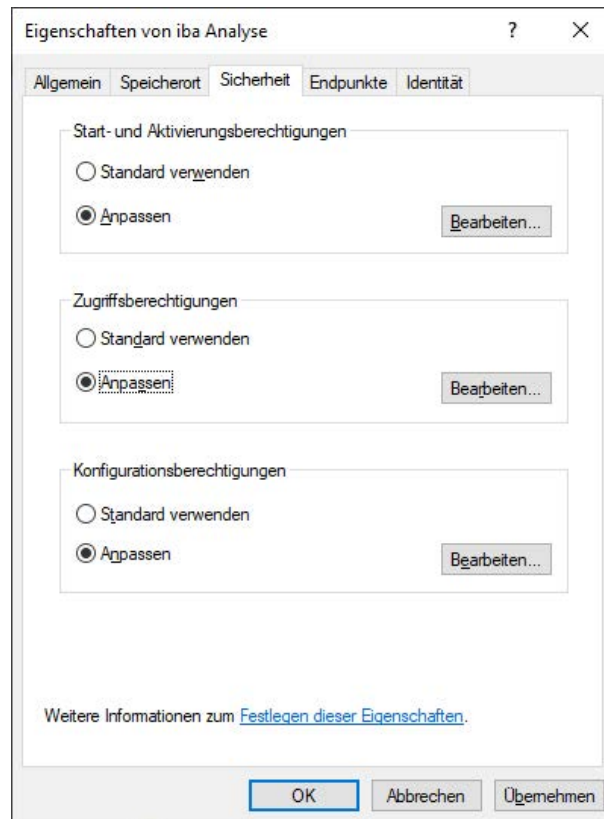 Eigenschaften von iba Analyse
?
Allgemein Speicherort Sicherheit Endpunkte Identität
Start- und Aktivierungsberechtigungen
Standard verwenden
Anpassen
Bearbeiten...
Zugriffsberechtigungen
Standard verwenden
Anpassen
Bearbeiten...
Konfigurationsberechtigungen
Standard verwenden
Anpassen
Bearbeiten...
Weitere Informationen zum Festlegen dieser Eigenschaften.
OK Abbrechen Übernehmen